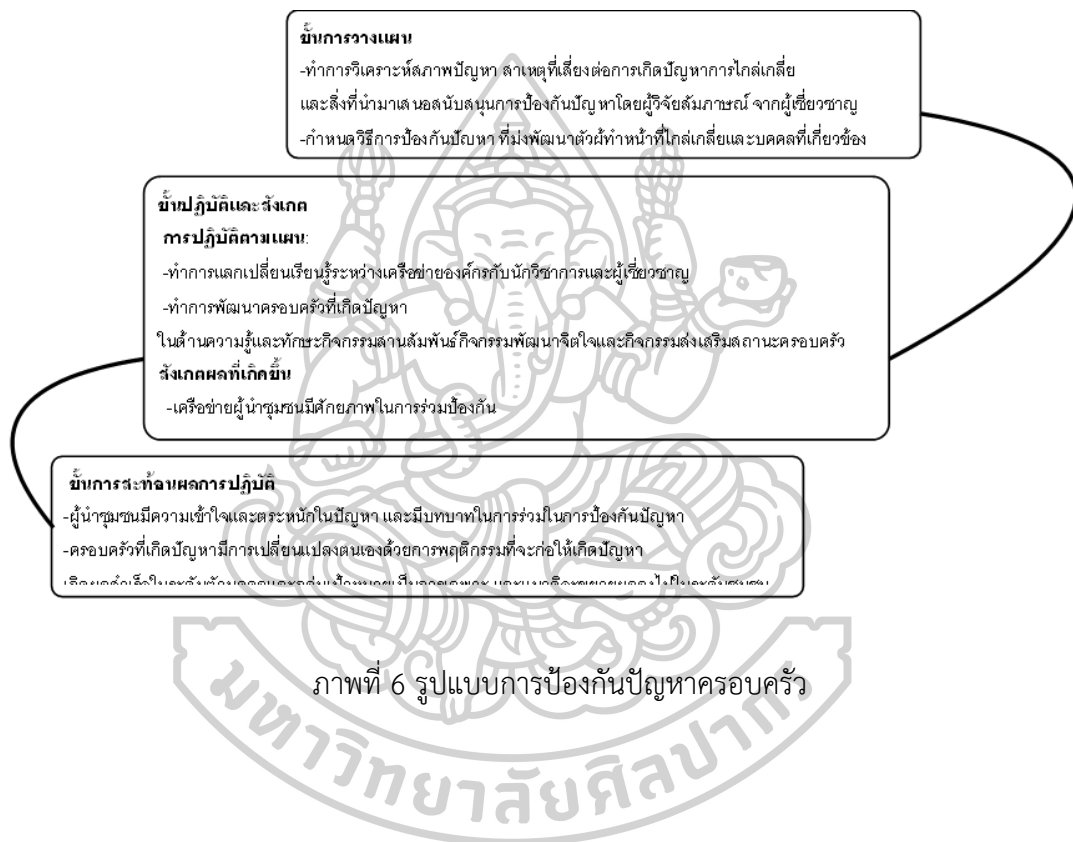 ขั้นการวางแผน
-ทำการวิเคราะห์สภาพปัญหา สาเหตุที่เสี่ยงต่อการเกิดปัญหาการไกล่เกลี่ย
และสิ่งที่นำมาเสนอสนับสนุนการป้องกันปัญหาโดยผู้วิจัยสัมภาษณ์ จากผู้เชี่ยวชาญ
-กำหนดวิธีการป้องกันปัญหา ที่มุ่งพัฒนาตัวผู้ทำหน้าที่ไกล่เกลี่ยและบุคคลที่เกี่ยวข้อง
ขั้นปฏิบัติและสังเกต
การปฏิบัติตามแผน:
-ทำการแลกเปลี่ยนเรียนรู้ระหว่างเครือข่ายองค์กรกับนักวิชาการและผู้เชี่ยวชาญ
-ทำการพัฒนาครอบครัวที่เกิดปัญหา
ในด้านความรู้และทักษะกิจกรรมสานสัมพันธ์กิจกรรมพัฒนาจิตใจและกิจกรรมส่งเสริมสถานะครอบครัว
สังเกตผลที่เกิดขึ้น
-เครือข่ายผู้นำชุมชนมีศักยภาพในการร่วมป้องกัน
ขั้นการสะท้อนผลการปฏิบัติ
-ผู้นำชุมชนมีความเข้าใจและตระหนักในปัญหา และมีบทบาทในการร่วมในการป้องกันปัญหา
-ครอบครัวที่เกิดปัญหามีการเปลี่ยนแปลงตนเองด้วยการพฤติกรรมที่จะก่อให้เกิดปัญหา
ภาพที่ 6 รูปแบบการป้องกันปัญหาครอบครัว
มหาวิทยาลัยศิลปากร